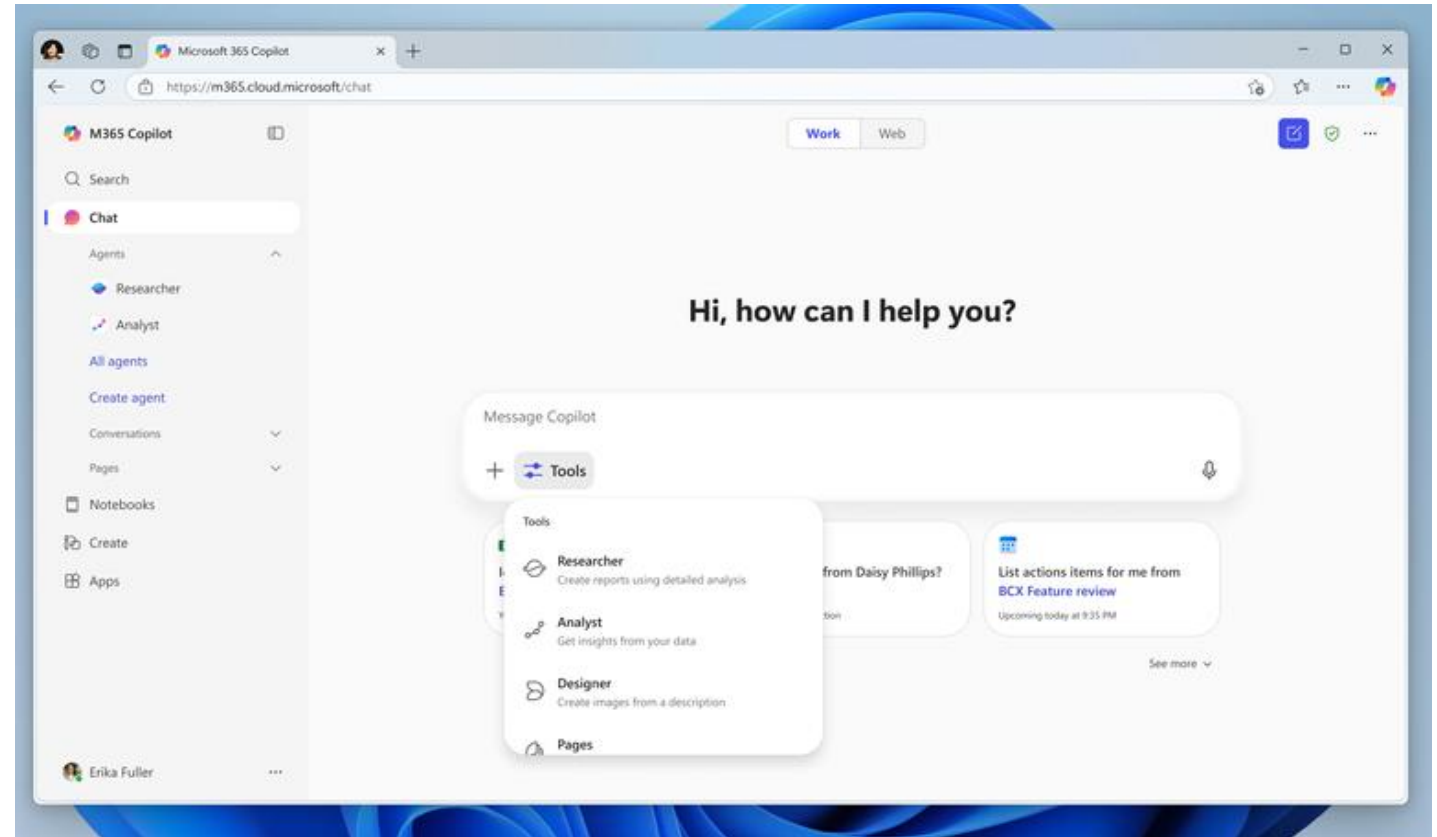 Microsoft 365 Copilot
https://m365.cloud.microsoft/chat
M365 Copilot
Work
Web
Search
Chat
Agents
Researcher
Analyst
All agents
Create agent
Conversations
Pages
Notebooks
Create
Apps
Erika Fuller
Hi, how can I help you?
Message Copilot
Tools
Tools
Researcher
Create reports using detailed analysis
Analyst
Get insights from your data
Designer
Create images from a description
Pages
from Daisy Phillips?
List actions items for me from
BCX Feature review
Upcoming today at 9:35 PM
See more